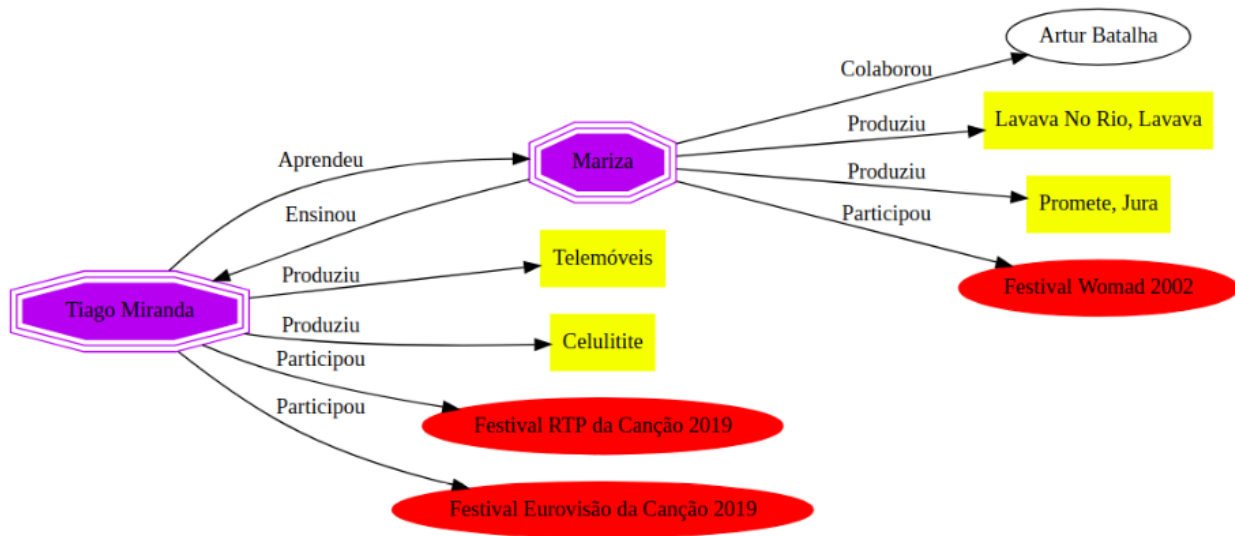 Artur Batalha
Colaborou
Lavava No Rio, Lavava
Produziu
Mariza
Aprendeu
Produziu
Promete, Jura
Ensinou
Participou
Telemóveis
Produziu
Festival Womad 2002
Tiago Miranda
Produziu
Celulitite
Participou
Participou
Festival RTP da Canção 2019
Festival Eurovisão da Canção 2019